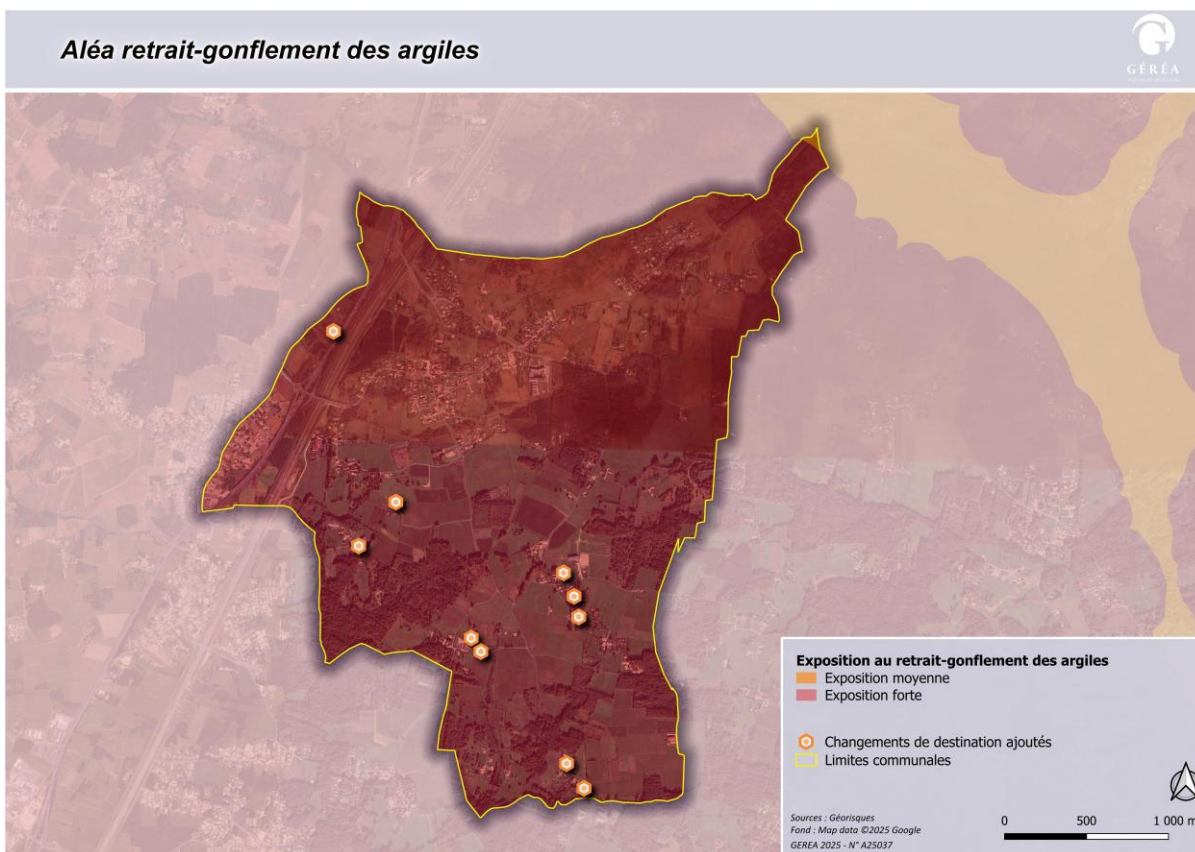 Aléa retrait-gonflement des argiles
GÉRÉA
Exposition au retrait-gonflement des argiles
Exposition moyenne
Exposition forte
Changements de destination ajoutés
Limites communales
Sources : Géorisques
Fond : Map data ©2025 Google
GEREA 2025 - N° A25037
0 500 1 000 m